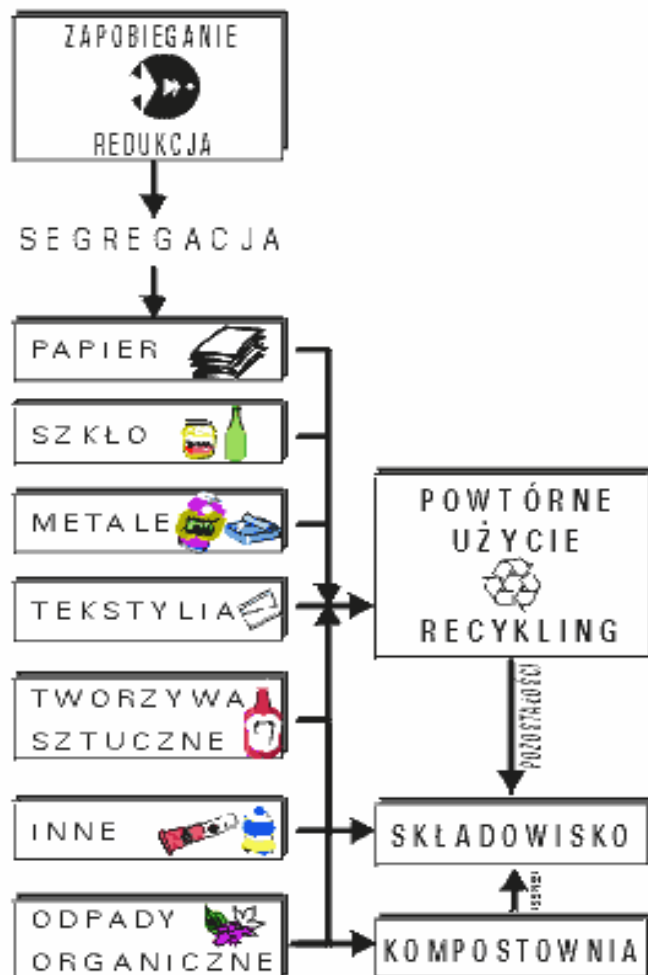 ZAPOBIEGANIE
REDUKCJA
SEGREGACJA
PAPIER
SZKŁO
METALE
TEKSTYLIA
TWORZYWA
SZTUCZNE
INNE
ODPADY
ORGANICZNE
POWTÓRNE
UŻYCIE
RECYKLING
POZOSTAŁOŚCI
SKŁADOWISKO
KOMPOSTOWNIA